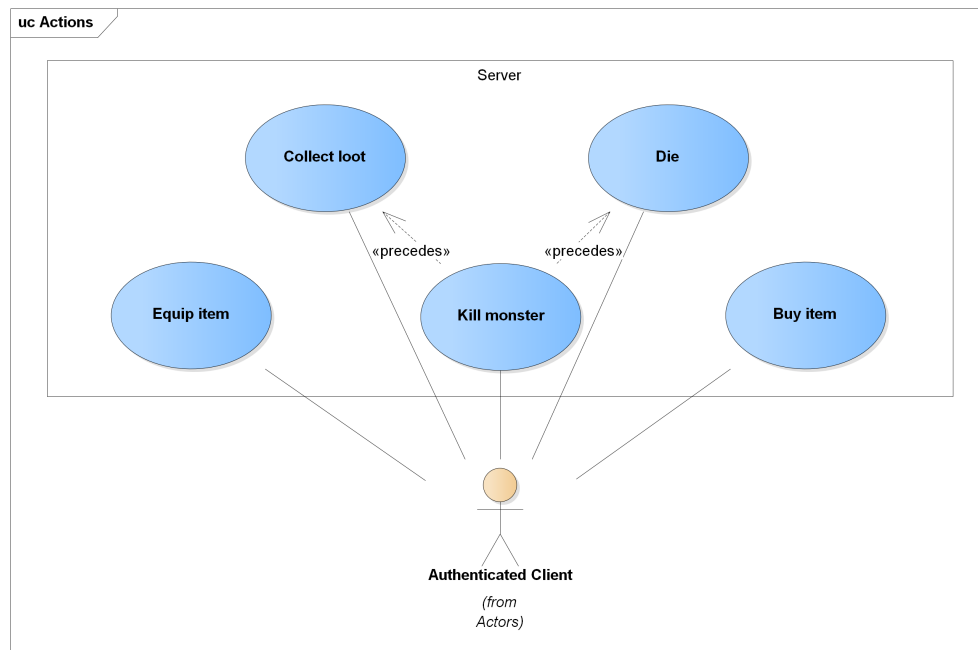 uc Actions
Server
Collect loot
Die
«precedes»
«precedes»
Equip item
Kill monster
Buy item
Authenticated Client
(from
Actors)